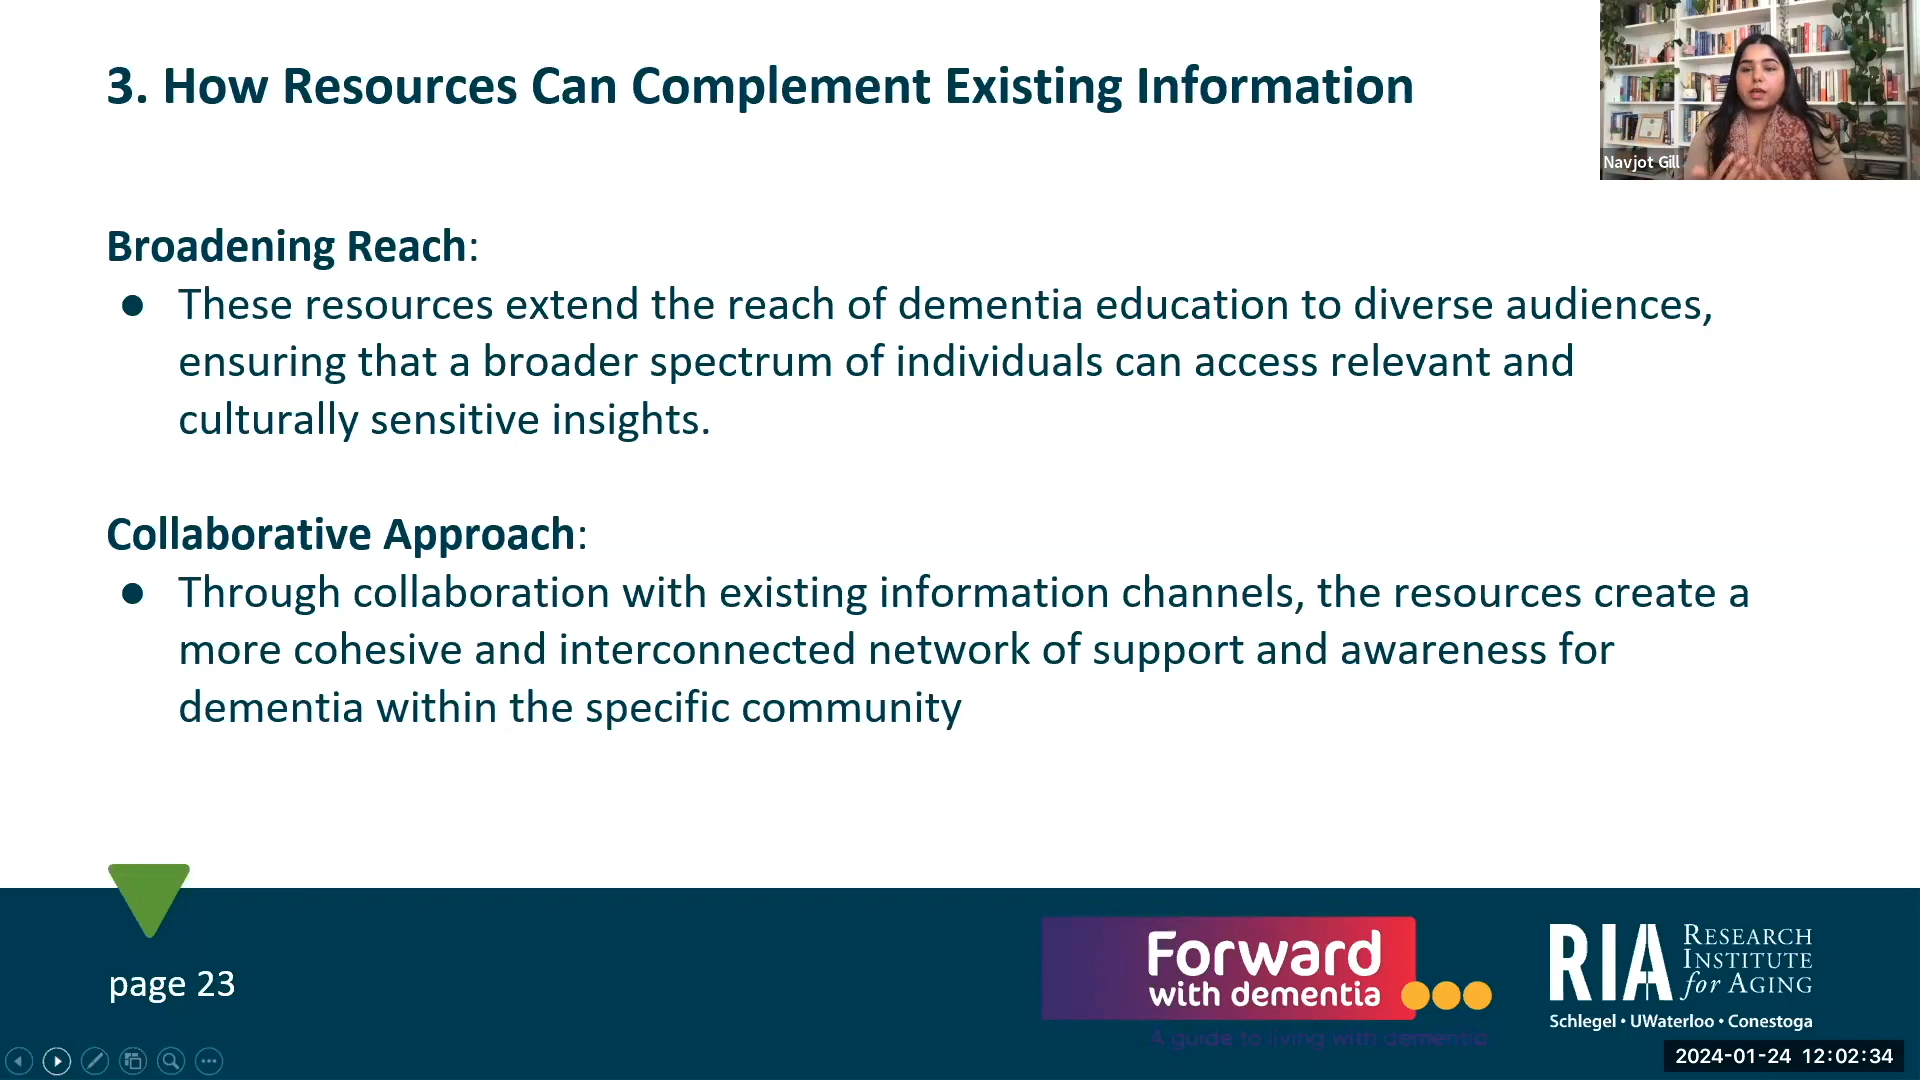 3. How Resources Can Complement Existing Information
Navjot Gill
Broadening Reach:
● These resources extend the reach of dementia education to diverse audiences,
ensuring that a broader spectrum of individuals can access relevant and
culturally sensitive insights.
Collaborative Approach:
● Through collaboration with existing information channels, the resources create a
more cohesive and interconnected network of support and awareness for
dementia within the specific community
page 23
Forward
with dementia
A guide to living with dementia
RIA
RESEARCH
INSTITUTE
for AGING
Schlegel • UWaterloo • Conestoga
2024-01-24 12:02:34